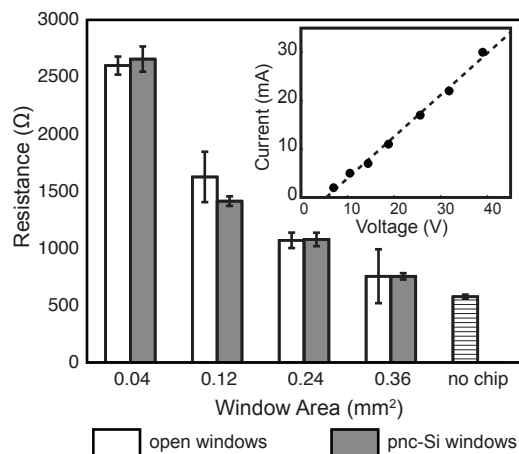 3000
2500
2000
1500
1000
500
0
Resistance (Ω)
30
20
10
0
Current (mA)
0 10 20 30 40
Voltage (V)
0.04 0.12 0.24 0.36 no chip
Window Area (mm²)
open windows pnc-Si windows